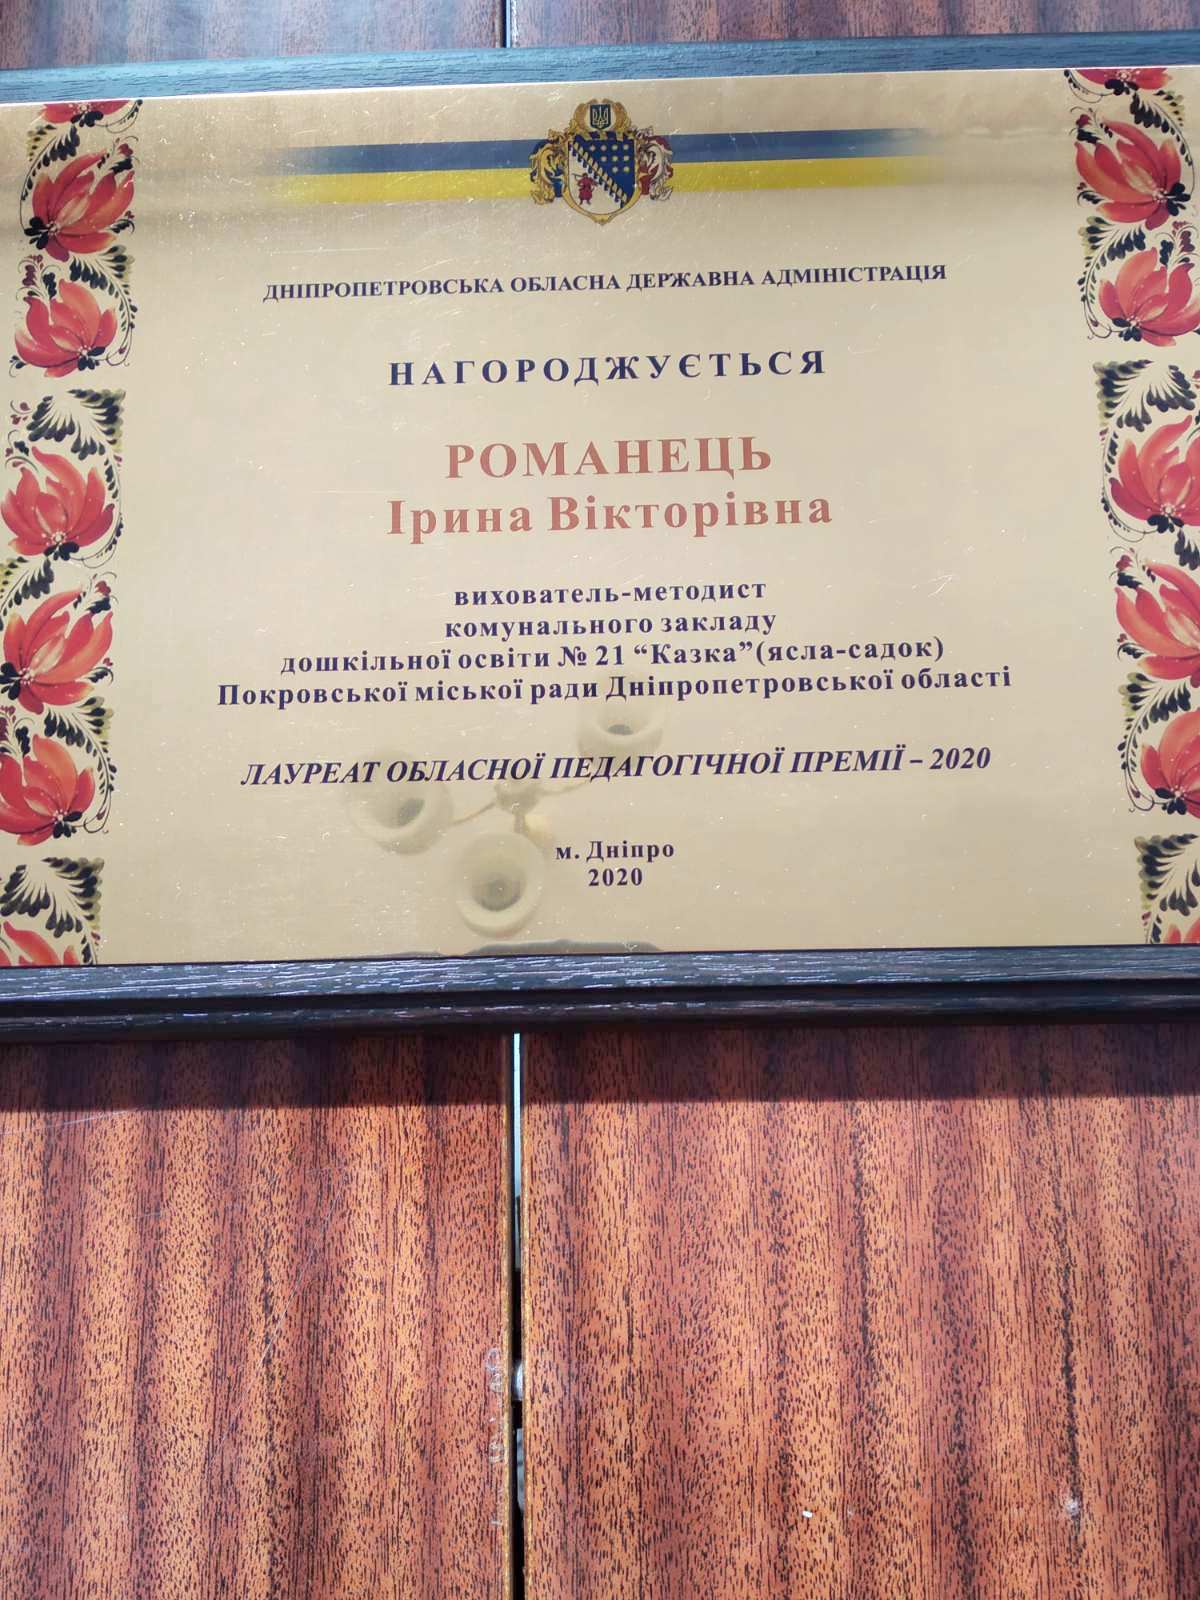 ДНІПРОПЕТРОВСЬКА ОБЛАСНА ДЕРЖАВНА АДМІНІСТРАЦІЯ
НАГОРОДЖУЄТЬСЯ
РОМАНЕЦЬ
Ірина Вікторівна
вихователь-методист
комунального закладу
дошкільної освіти № 21 “Казка”(ясла-садок)
Покровської міської ради Дніпропетровської області
ЛАУРЕАТ ОБЛАСНОЇ ПЕДАГОГІЧНОЇ ПРЕМІЇ – 2020
м. Дніпро
2020